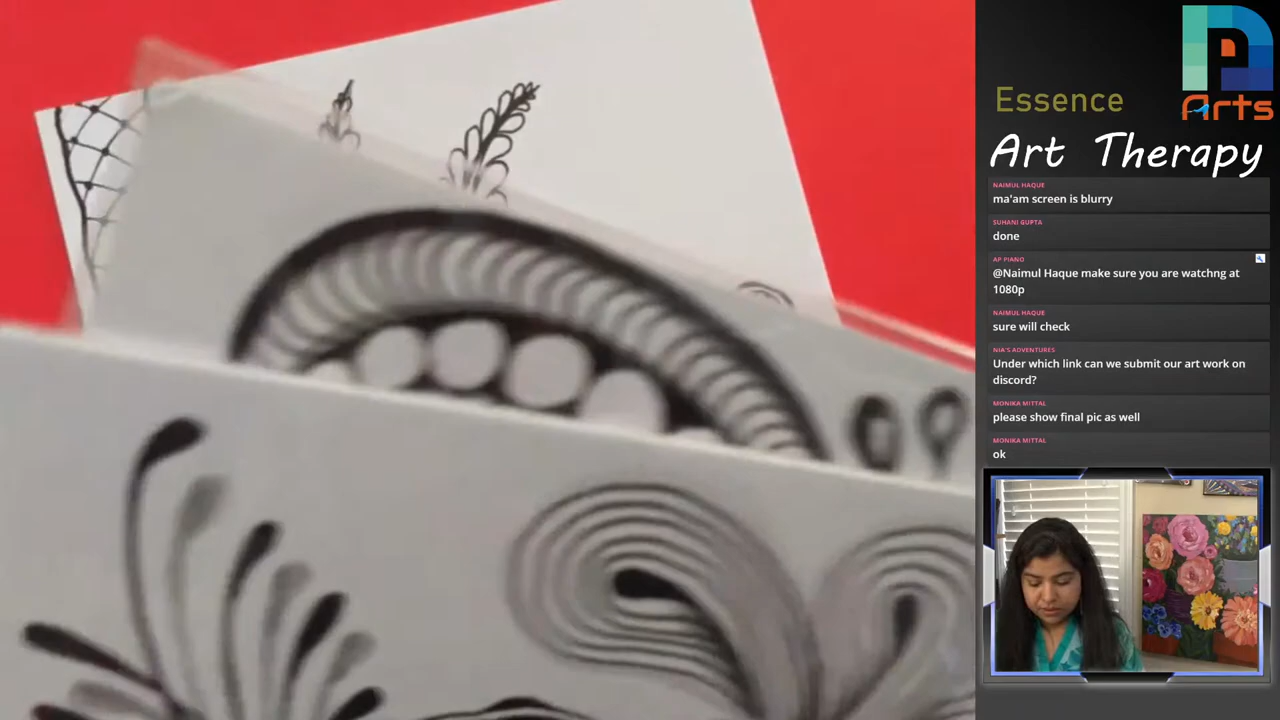 Essence
Arts
Art Therapy
NAIMUL HAQUE
ma'am screen is blurry
SUHANI GUPTA
done
AP PIANO
@Naimul Haque make sure you are watchng at
1080p
NAIMUL HAQUE
sure will check
NIA'S ADVENTURES
Under which link can we submit our art work on
discord?
MONIKA MITTAL
please show final pic as well
MONIKA MITTAL
ok